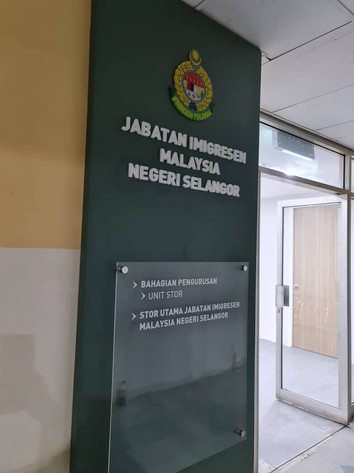 JABATAN IMIGRESEN
MALAYSIA
NEGERI SELANGOR
> BAHAGIAN PENGURUSAN
> UNIT STOR
> STOR UTAMA JABATAN IMIGRESEN
MALAYSIA NEGERI SELANGOR